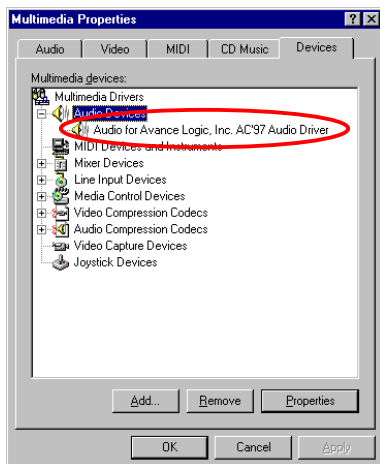 Multimedia Properties
Audio Video MIDI CD Music Devices
Multimedia devices:
Multimedia Drivers
Audio Devices
Audio for Avance Logic, Inc. AC'97 Audio Driver
MIDI Devices and Instruments
Mixer Devices
Line Input Devices
Media Control Devices
Video Compression Codecs
Audio Compression Codecs
Video Capture Devices
Joystick Devices
Add... Remove Properties
OK Cancel Apply